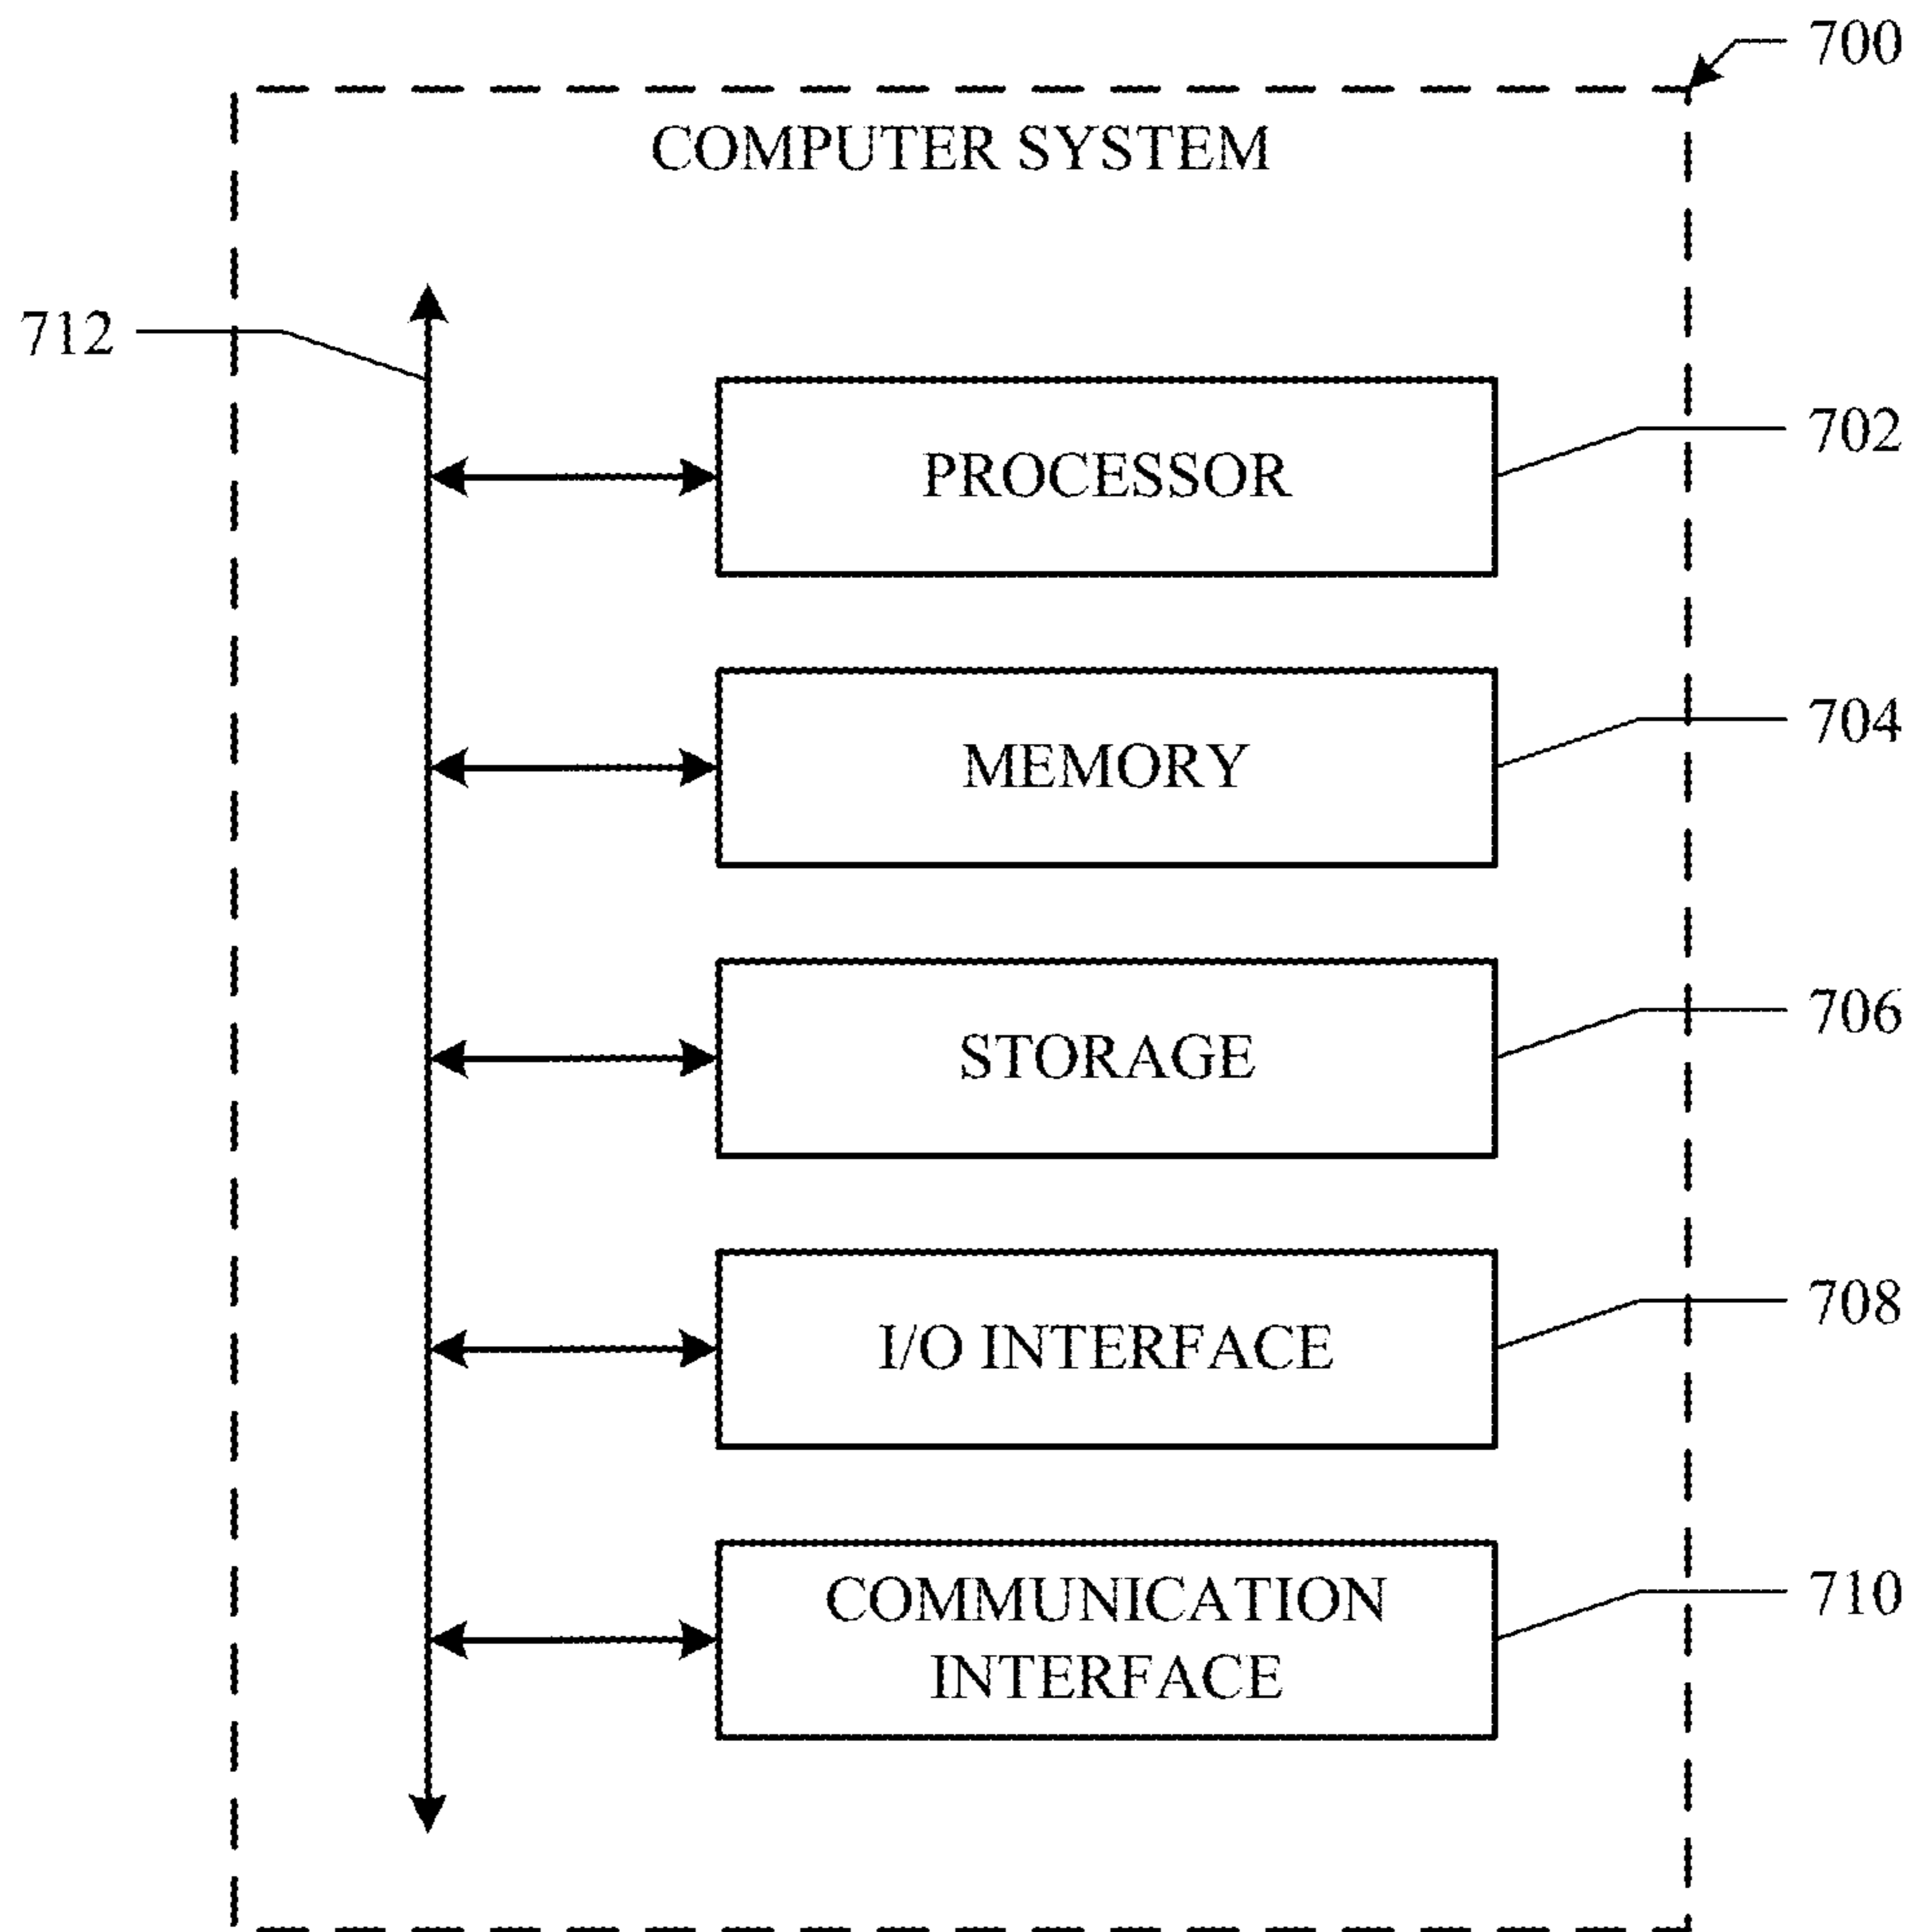 700
COMPUTER SYSTEM
712
PROCESSOR
702
MEMORY
704
STORAGE
706
I/O INTERFACE
708
COMMUNICATION
INTERFACE
710